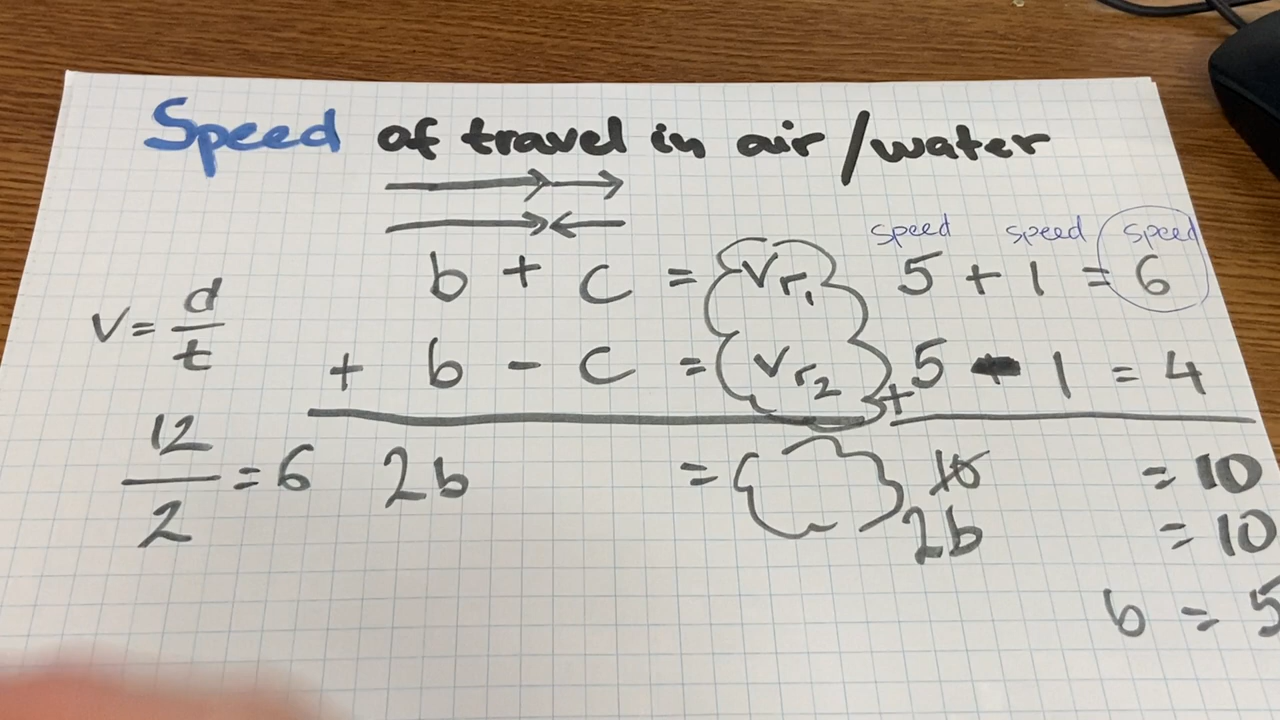 Speed of travel in air/water
speed speed speed
b + c = Vr₁ 5 + 1 = 6
V = d/t
+ b - c = Vr₂ + 5 - 1 = 4
12/2 = 6 2b = 10 = 10
2b = 10
b = 5